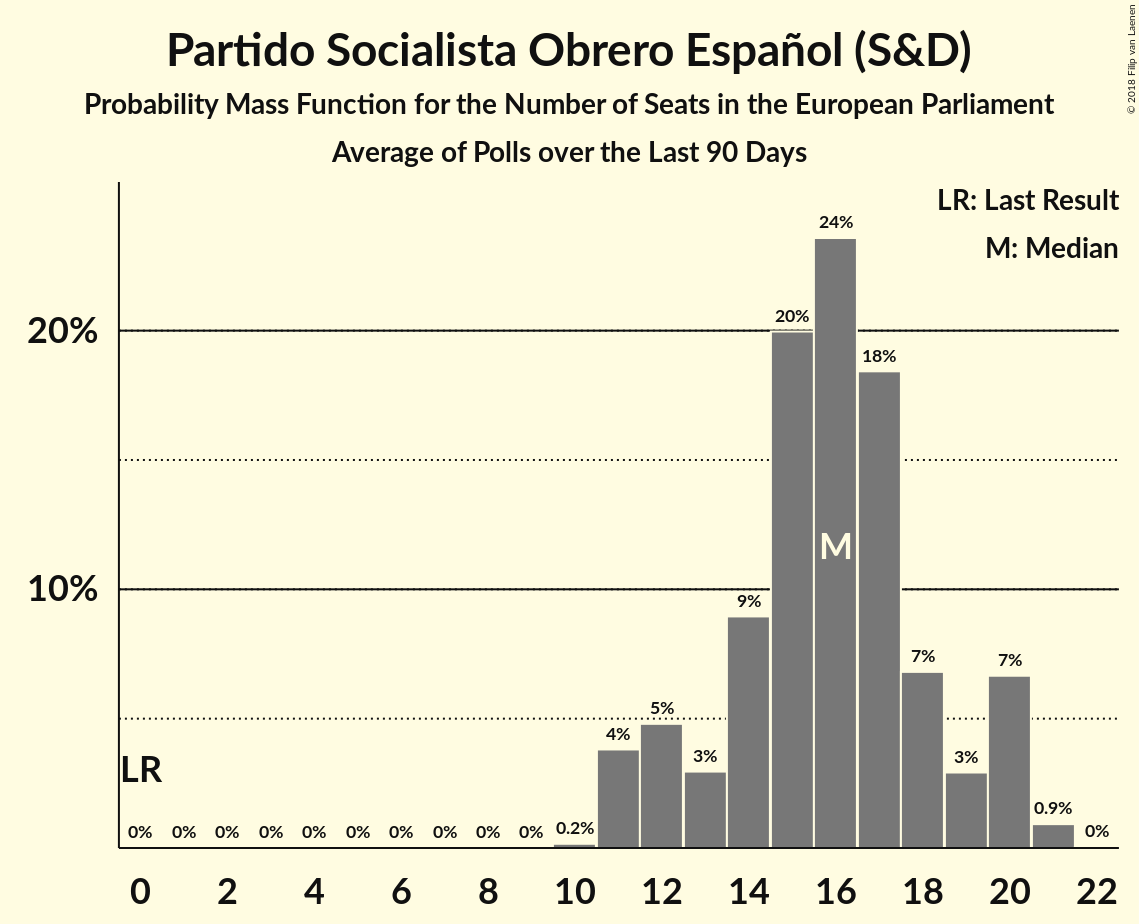 Partido Socialista Obrero Español (S&D)
Probability Mass Function for the Number of Seats in the European Parliament
Average of Polls over the Last 90 Days
© 2018 Filip van Laenen
LR: Last Result
M: Median
24%
20%
20%
18%
M
10%
9%
7%
7%
5%
4%
3%
3%
LR
0.9%
0% 0% 0% 0% 0% 0% 0% 0% 0% 0% 0.2% 0%
0 2 4 6 8 10 12 14 16 18 20 22